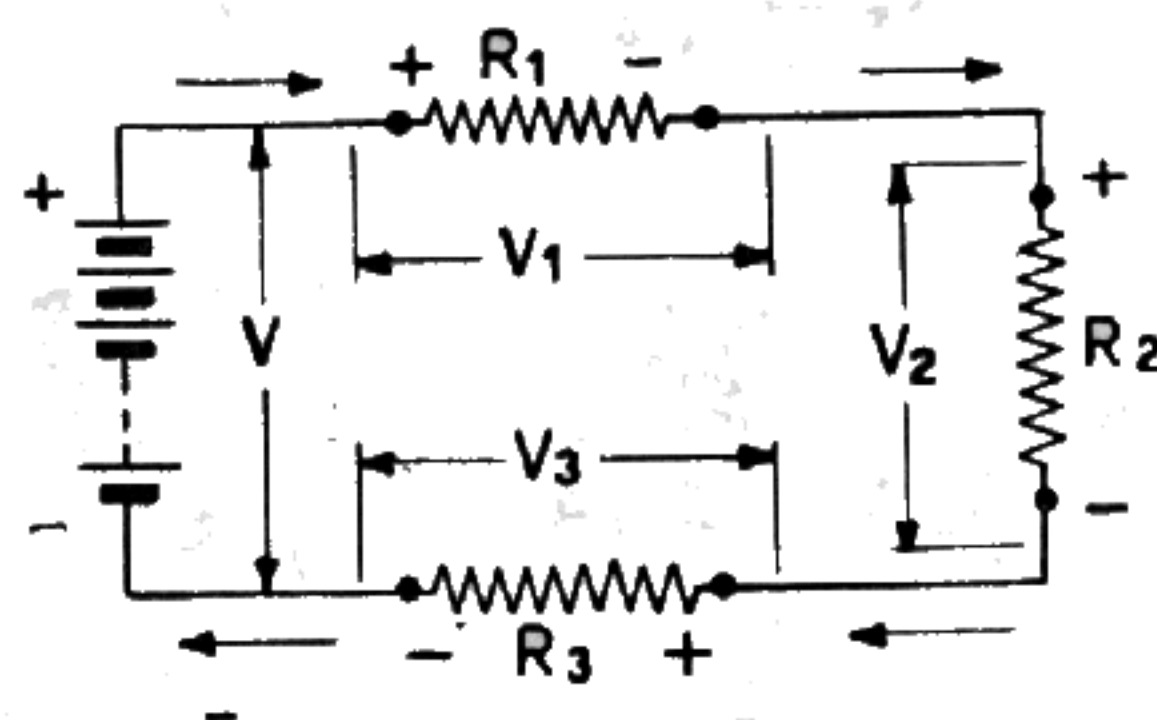 + R1 -
+
+
V1
V
V2
R2
V3
-
-
- R3 +